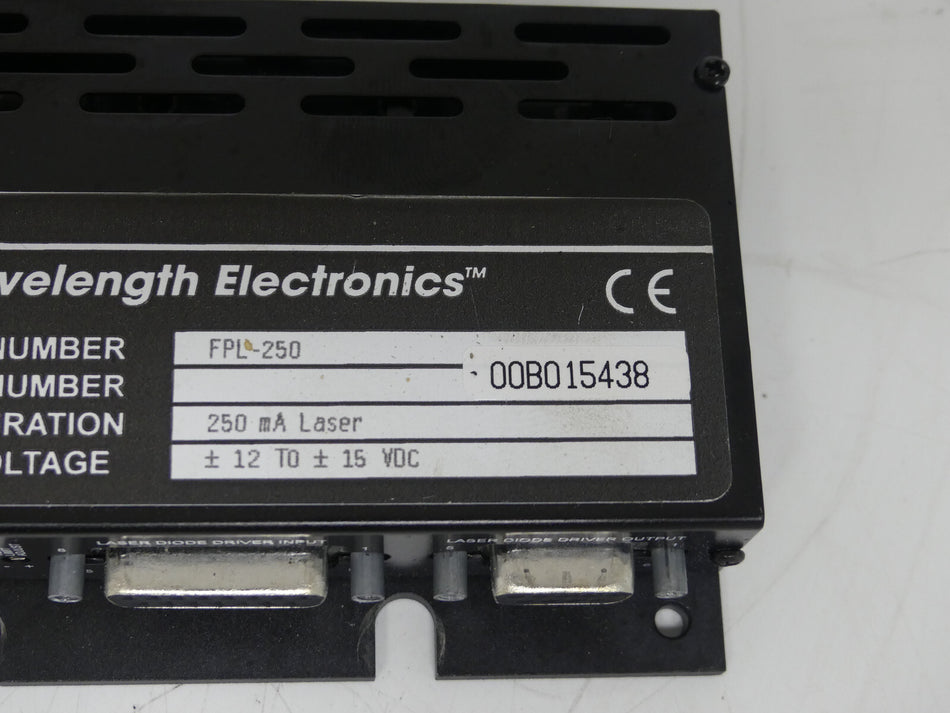 velength Electronics™
CE
NUMBER FPL-250
NUMBER 00B015438
RATION 250 mA Laser
OLTAGE ± 12 TO ± 15 VDC
LASER DIODE DRIVER INPUT
LASER DIODE DRIVER OUTPUT